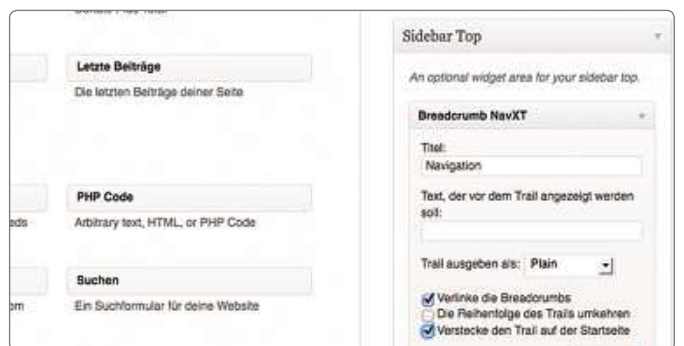 Letzte Beiträge
Die letzten Beiträge deiner Seite
PHP Code
eds
Arbitrary text, HTML, or PHP Code
Suchen
om
Ein Suchformular für deine Website
Sidebar Top
An optional widget area for your sidebar top.
Breadcrumb NavXT
Titel:
Navigation
Text, der vor dem Trail angezeigt werden
soll:
Trail ausgeben als: Plain
Verlinke die Breadcrumbs
Die Reihenfolge des Trails umkehren
Verstecke den Trail auf der Startseite